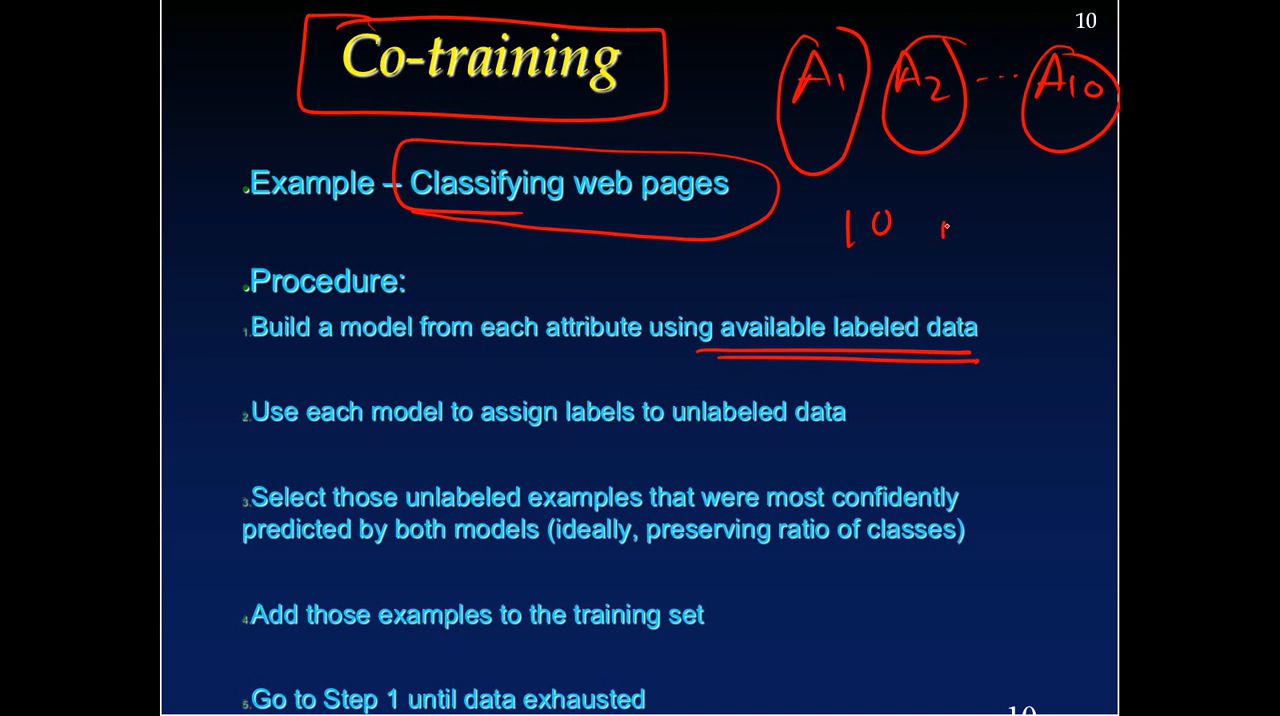 10
Co-training
A1 A2 ... A10
.Example – Classifying web pages
10
.Procedure:
1.Build a model from each attribute using available labeled data
2.Use each model to assign labels to unlabeled data
3.Select those unlabeled examples that were most confidently
predicted by both models (ideally, preserving ratio of classes)
4.Add those examples to the training set
5.Go to Step 1 until data exhausted
10